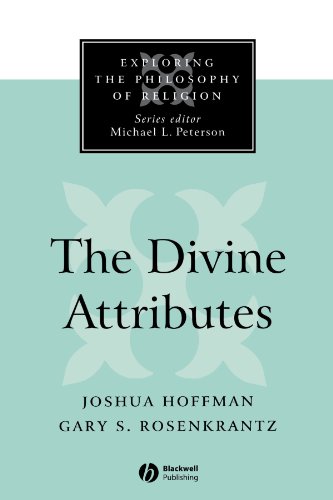 EXPLORING
THE PHILOSOPHY
OF RELIGION
Series editor
Michael L. Peterson
The Divine
Attributes
JOSHUA HOFFMAN
GARY S. ROSENKRANTZ
b
Blackwell
Publishing